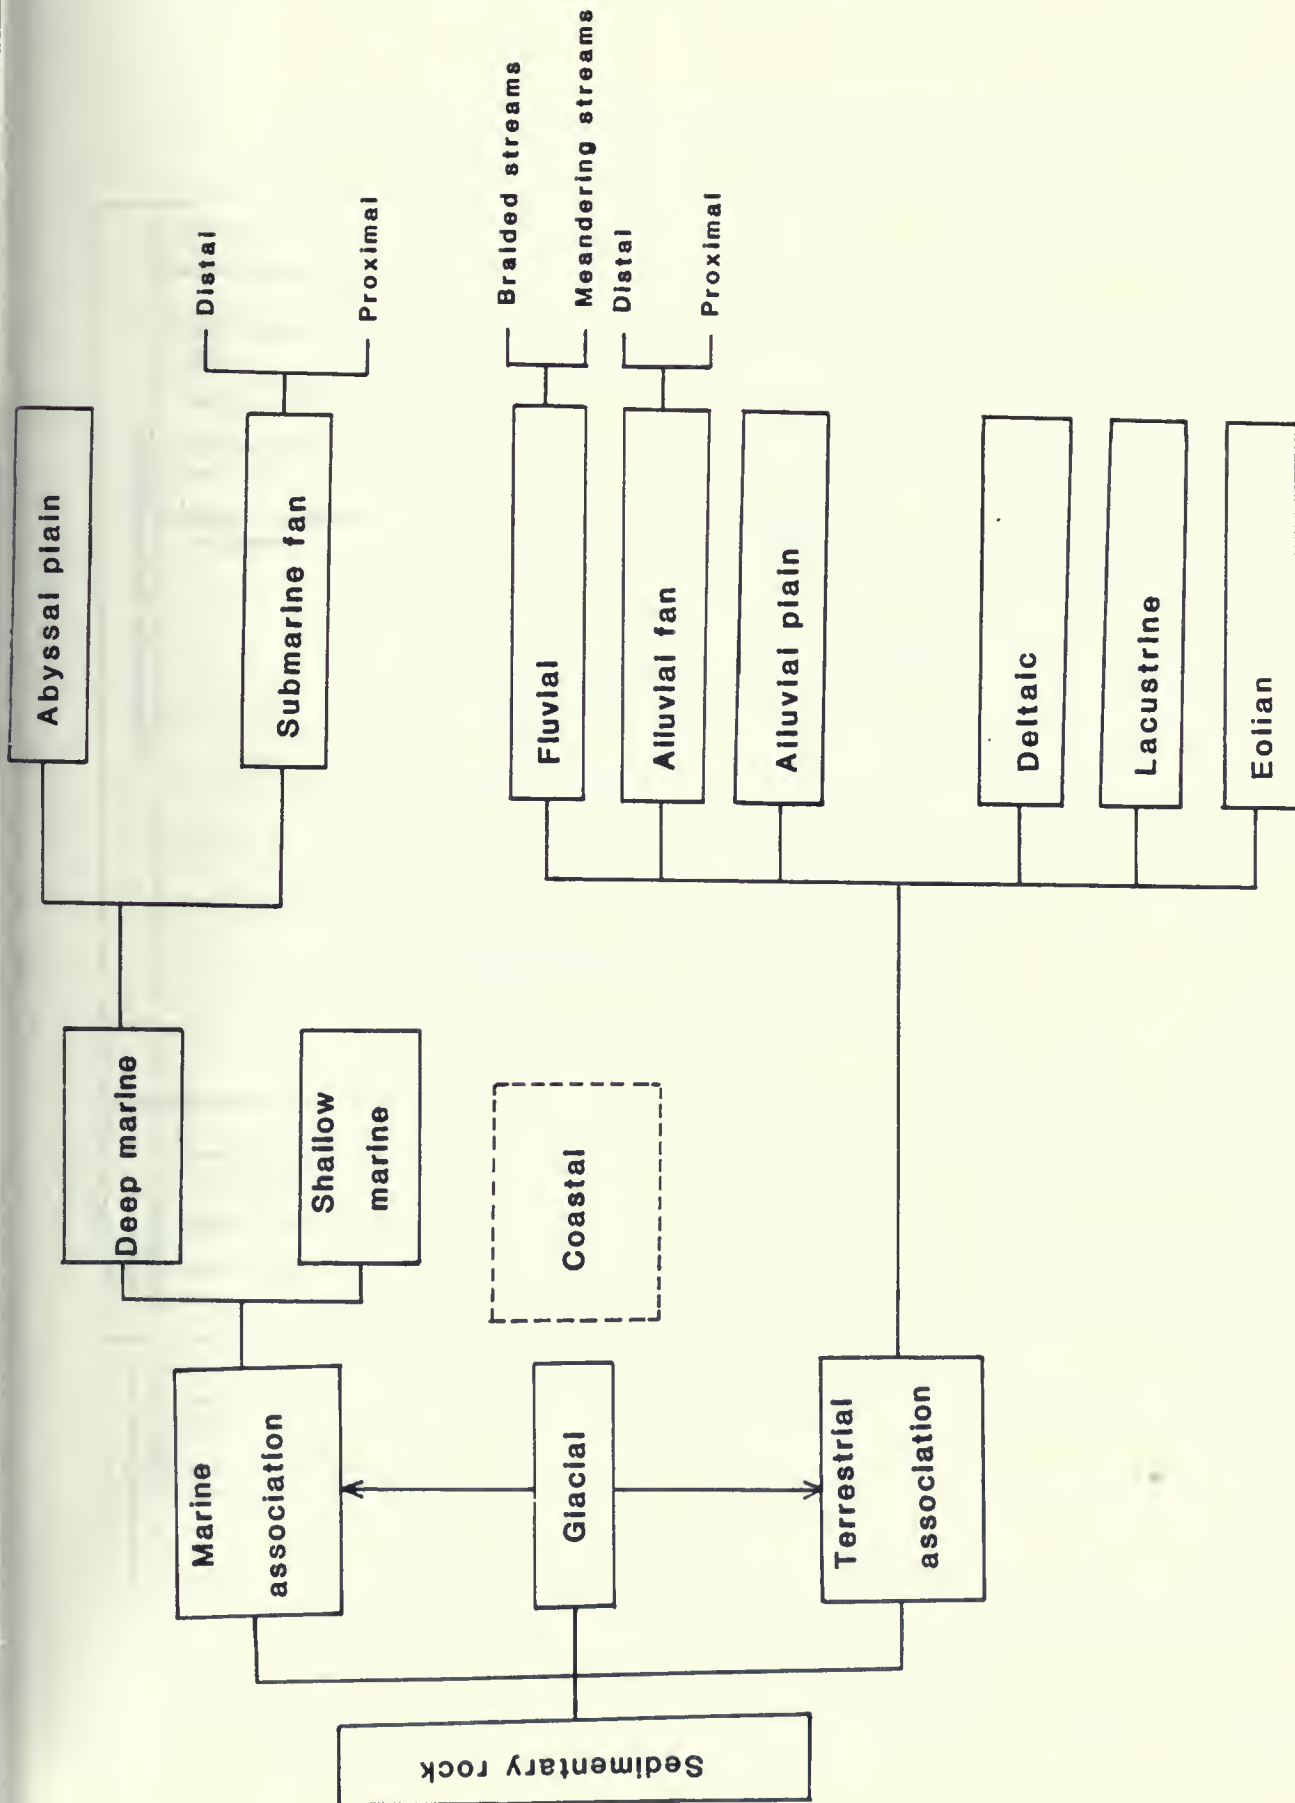 Sedimentary rock
Marine
association
Glacial
Terrestrial
association
Deep marine
Shallow
marine
Coastal
Abyssal plain
Submarine fan
Distal
Proximal
Fluvial
Braided streams
Meandering streams
Alluvial fan
Distal
Proximal
Alluvial plain
Deltaic
Lacustrine
Eolian